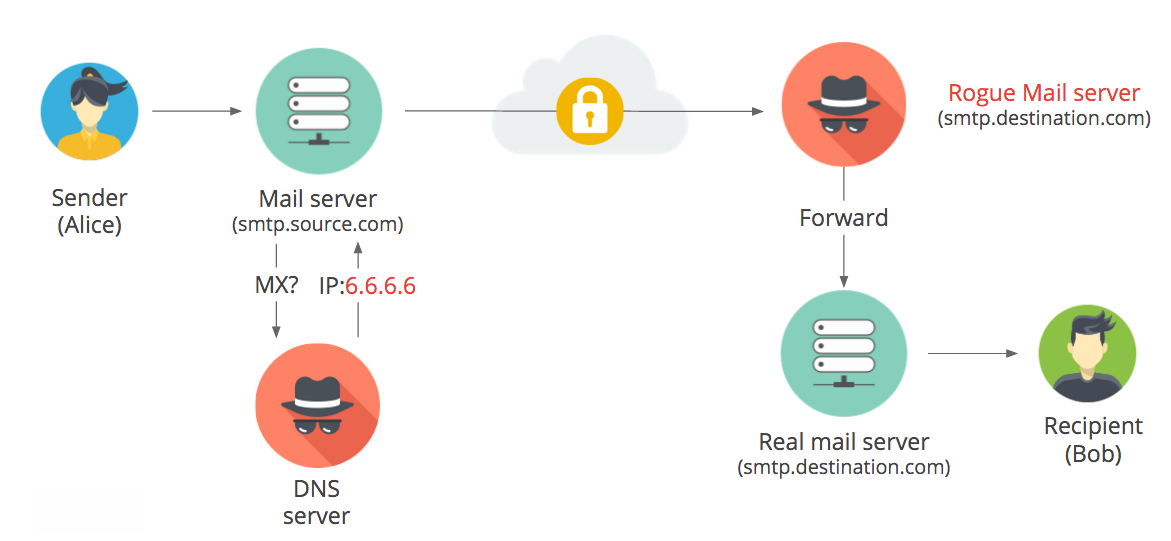 Rogue Mail server
(smtp.destination.com)
Sender
(Alice)
Mail server
(smtp.source.com)
Forward
MX?
IP:6.6.6.6
Real mail server
(smtp.destination.com)
Recipient
(Bob)
DNS
server